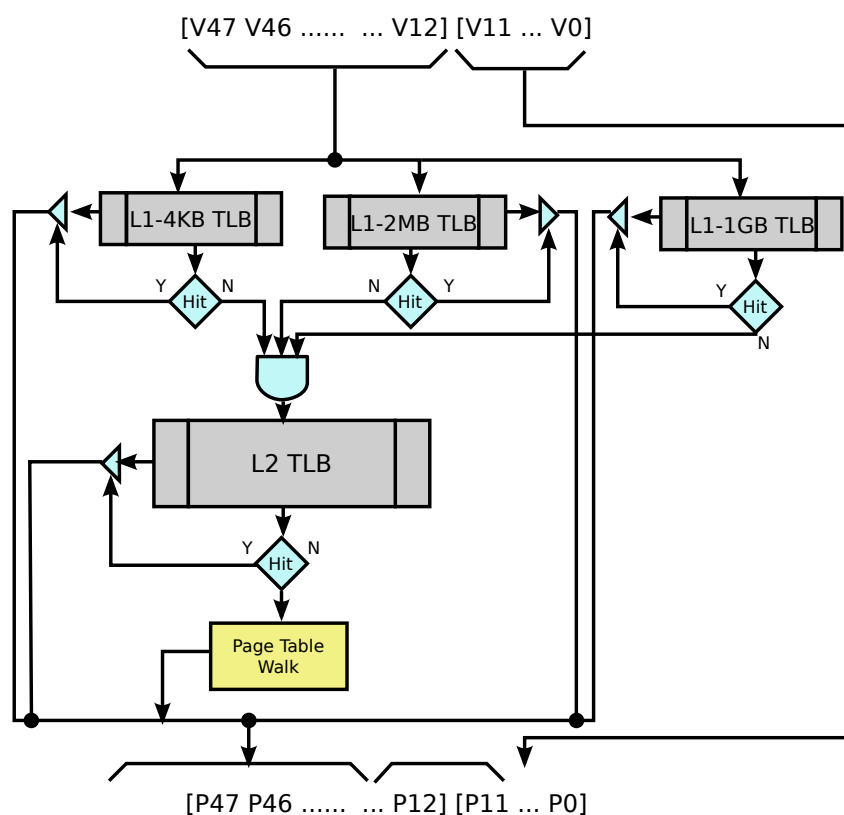 [V47 V46 ...... ... V12] [V11 ... V0]
L1-4KB TLB
L1-2MB TLB
L1-1GB TLB
Y Hit N
N Hit Y
Y Hit
N
L2 TLB
Y Hit N
Page Table
Walk
[P47 P46 ...... ... P12] [P11 ... P0]